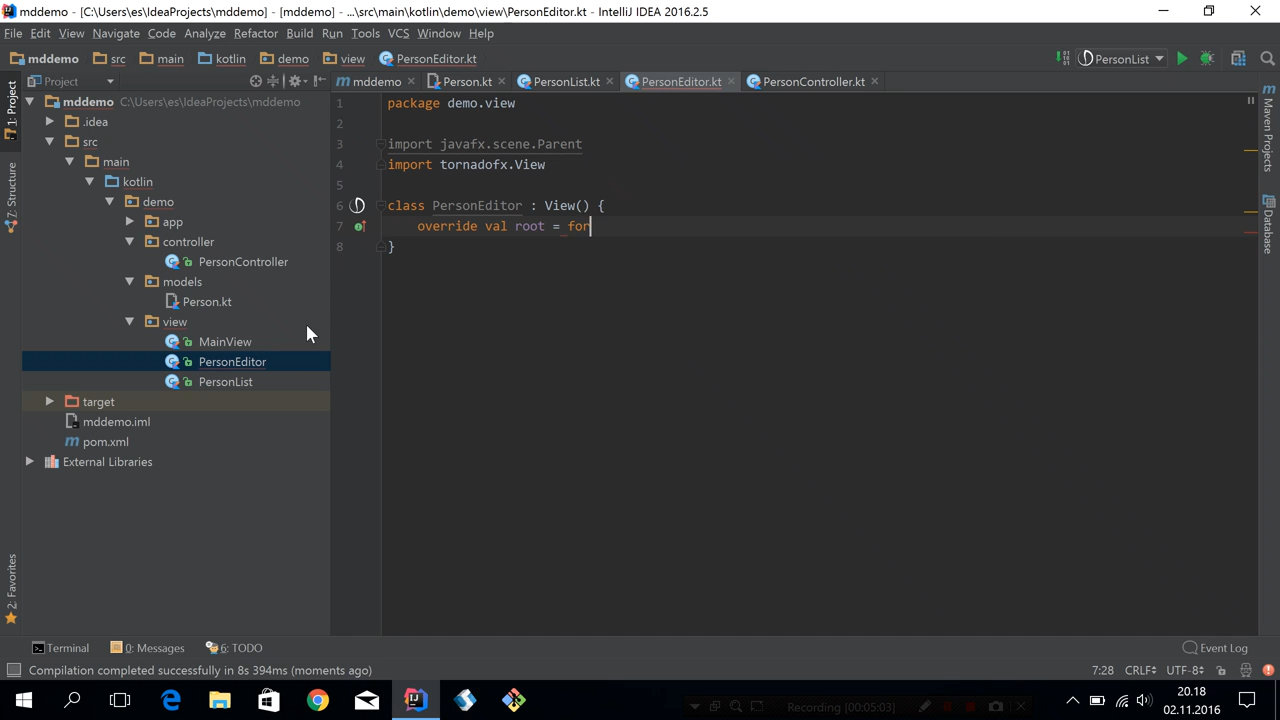 mddemo - [C:\Users\es\IdeaProjects\mddemo] - [mddemo] - ...\src\main\kotlin\demo\view\PersonEditor.kt - IntelliJ IDEA 2016.2.5
File Edit View Navigate Code Analyze Refactor Build Run Tools VCS Window Help
mddemo src main kotlin demo view PersonEditor.kt PersonList
Project mddemo Person.kt PersonList.kt PersonEditor.kt PersonController.kt
1: Project
Z: Structure
2: Favorites
mddemo C:\Users\es\IdeaProjects\mddemo
.idea
src
main
kotlin
demo
app
controller
PersonController
models
Person.kt
view
MainView
PersonEditor
PersonList
target
mddemo.iml
pom.xml
External Libraries
1 package demo.view
2
3 import javafx.scene.Parent
4 import tornadofx.View
5
6 class PersonEditor : View() {
7 override val root = for
8 }
Maven Projects
Database
Terminal 0: Messages 6: TODO Event Log
Compilation completed successfully in 8s 394ms (moments ago) 7:28 CRLF UTF-8
Recording [00:05:03]
20.18
02.11.2016